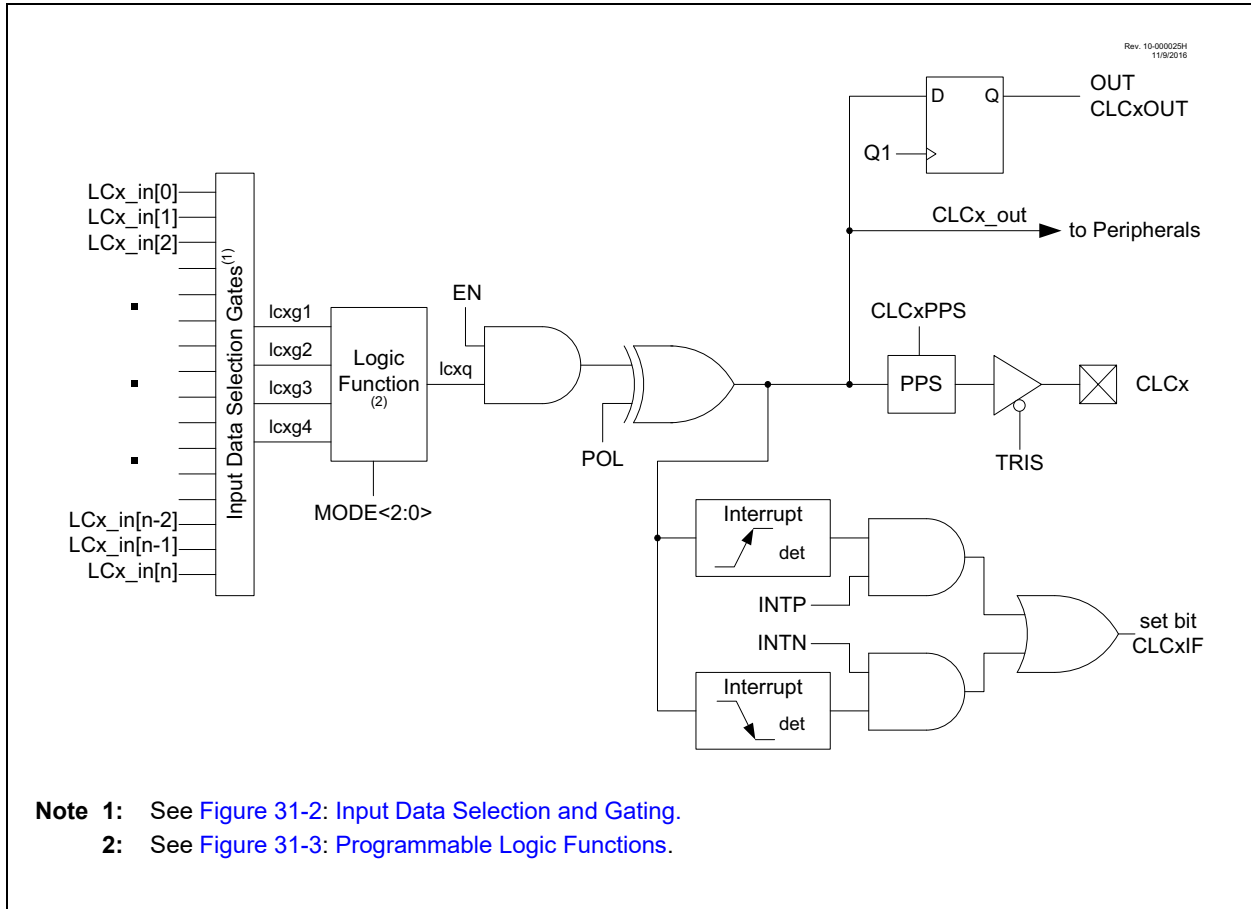 Rev. 10-000025H
11/9/2016
D Q
OUT
CLCxOUT
Q1
LCx_in[0]
LCx_in[1]
LCx_in[2]
CLCx_out
to Peripherals
Input Data Selection Gates(1)
lcxg1
lcxg2
lcxg3
lcxg4
Logic
Function
(2)
MODE<2:0>
EN
lcxq
POL
CLCxPPS
PPS
CLCx
TRIS
LCx_in[n-2]
LCx_in[n-1]
LCx_in[n]
Interrupt
det
INTP
INTN
Interrupt
det
set bit
CLCxIF
Note 1: See Figure 31-2: Input Data Selection and Gating.
2: See Figure 31-3: Programmable Logic Functions.